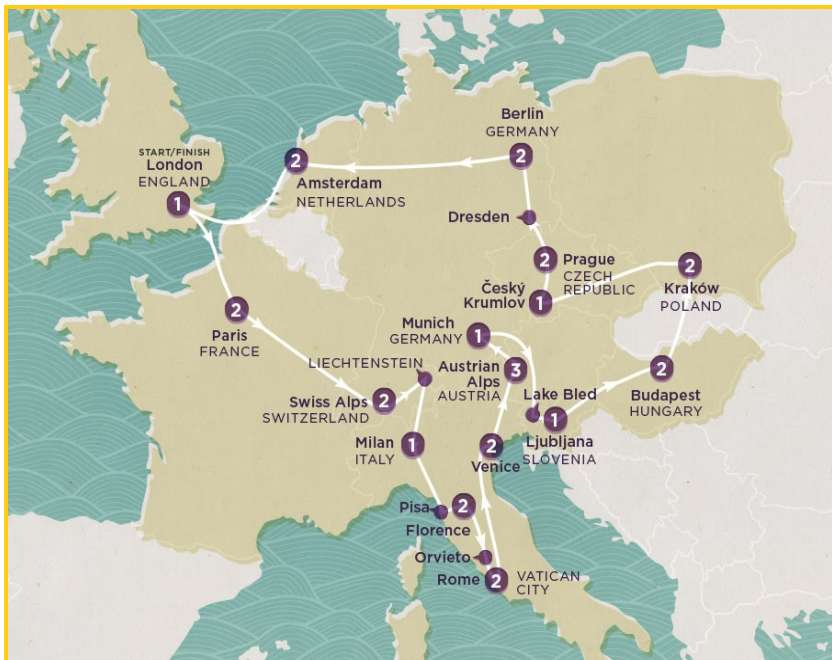 START/FINISH
London
ENGLAND
1
2
Amsterdam
NETHERLANDS
Berlin
GERMANY
2
Dresden
2
Prague
CZECH
REPUBLIC
Český
Krumlov
1
2
Kraków
POLAND
2
Paris
FRANCE
Munich
GERMANY
1
LIECHTENSTEIN
Austrian
Alps
AUSTRIA
3
Swiss Alps
SWITZERLAND
2
Lake Bled
1
Ljubljana
SLOVENIA
2
Budapest
HUNGARY
Milan
ITALY
1
2
Venice
Pisa
2
Florence
Orvieto
Rome
2
VATICAN
CITY